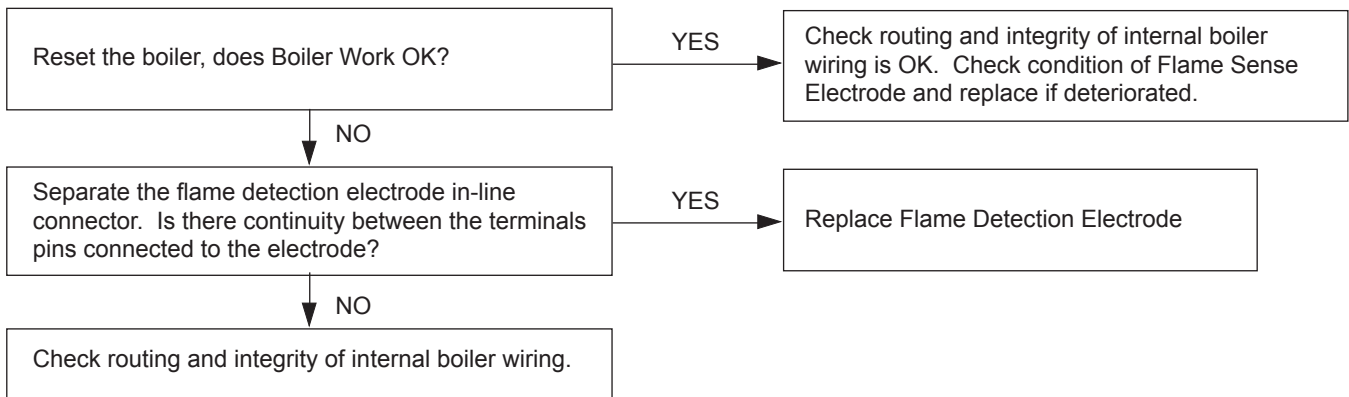 Reset the boiler, does Boiler Work OK?
YES
Check routing and integrity of internal boiler
wiring is OK.  Check condition of Flame Sense
Electrode and replace if deteriorated.
NO
Separate the flame detection electrode in-line
connector.  Is there continuity between the terminals
pins connected to the electrode?
YES
Replace Flame Detection Electrode
NO
Check routing and integrity of internal boiler wiring.